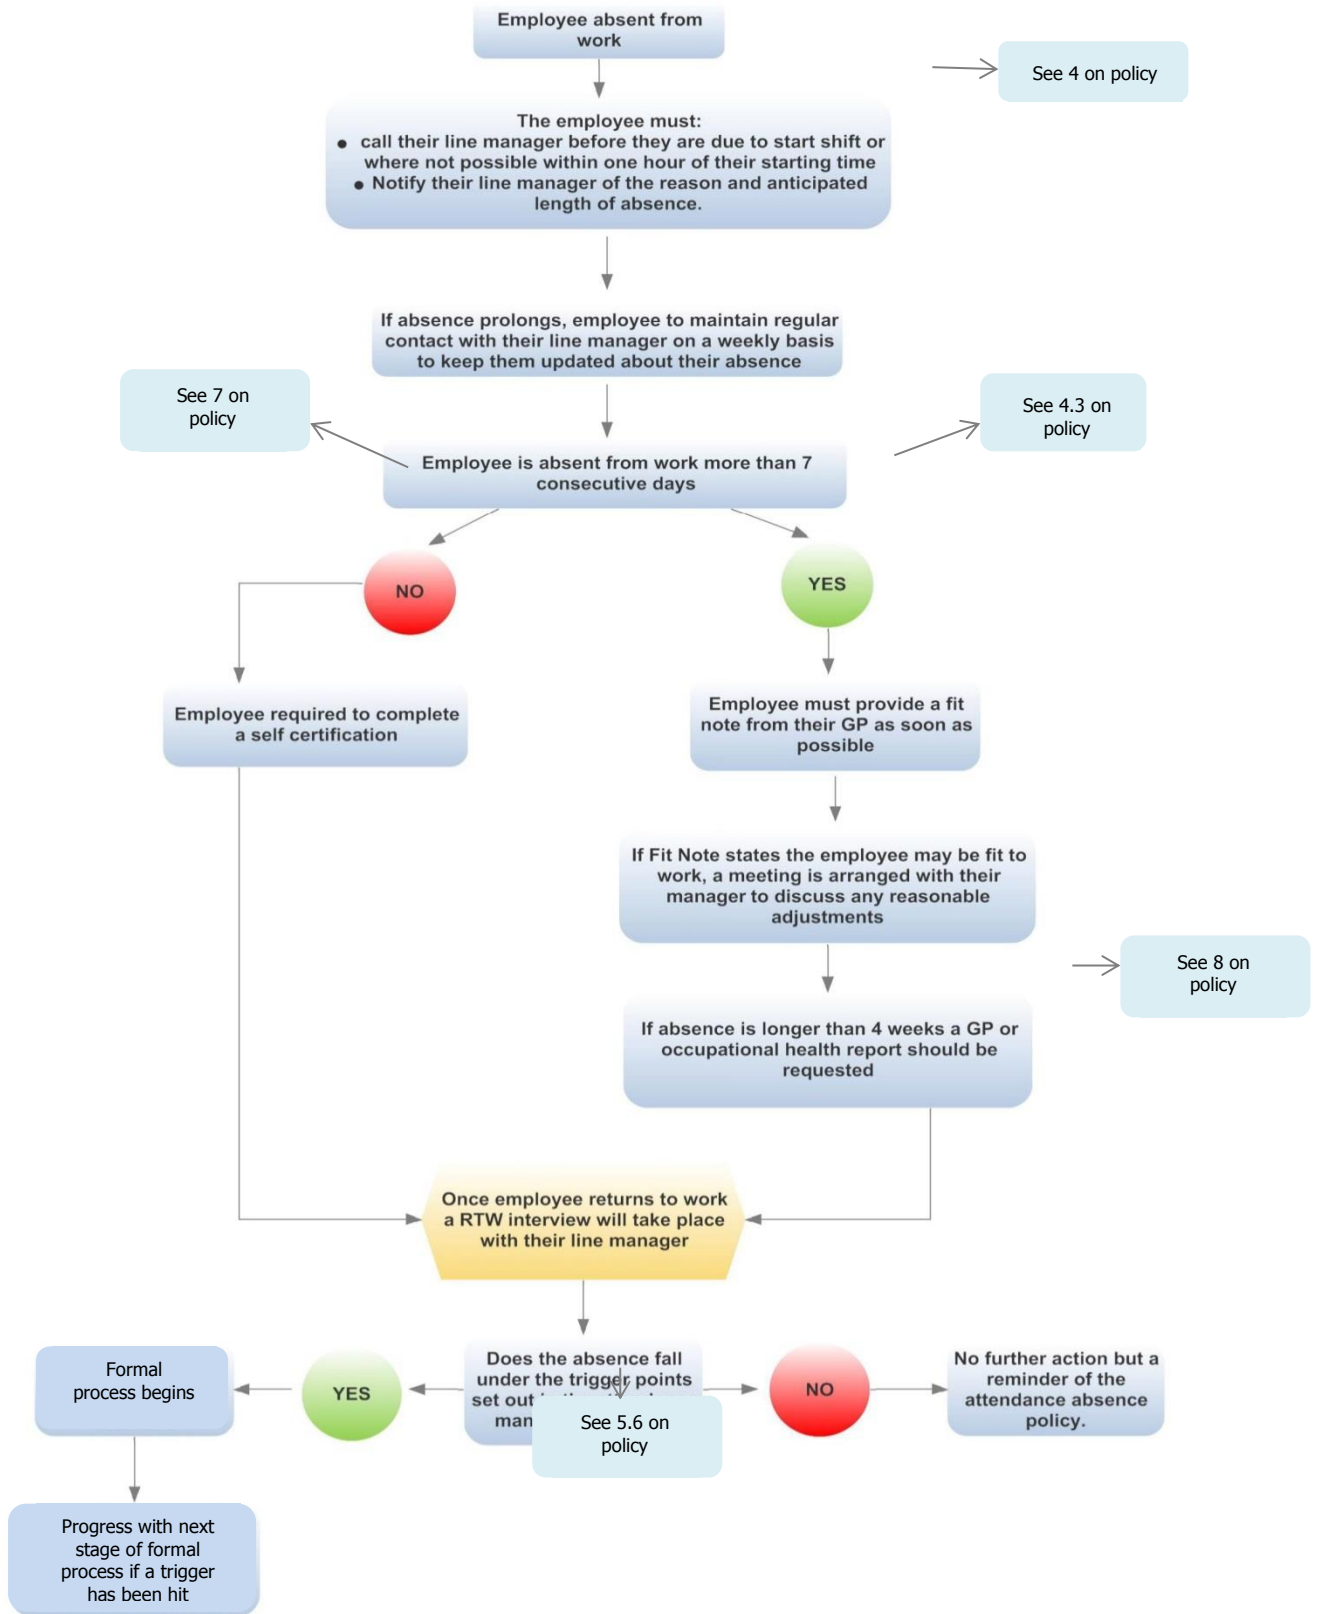 Employee absent from
work
See 4 on policy
The employee must:
● call their line manager before they are due to start shift or
where not possible within one hour of their starting time
● Notify their line manager of the reason and anticipated
length of absence.
If absence prolongs, employee to maintain regular
contact with their line manager on a weekly basis
to keep them updated about their absence
See 7 on
policy
See 4.3 on
policy
Employee is absent from work more than 7
consecutive days
NO
YES
Employee required to complete
a self certification
Employee must provide a fit
note from their GP as soon as
possible
If Fit Note states the employee may be fit to
work, a meeting is arranged with their
manager to discuss any reasonable
adjustments
See 8 on
policy
If absence is longer than 4 weeks a GP or
occupational health report should be
requested
Once employee returns to work
a RTW interview will take place
with their line manager
Formal
process begins
YES
Does the absence fall
under the trigger points
set out
See 5.6 on
policy
NO
No further action but a
reminder of the
attendance absence
policy.
Progress with next
stage of formal
process if a trigger
has been hit